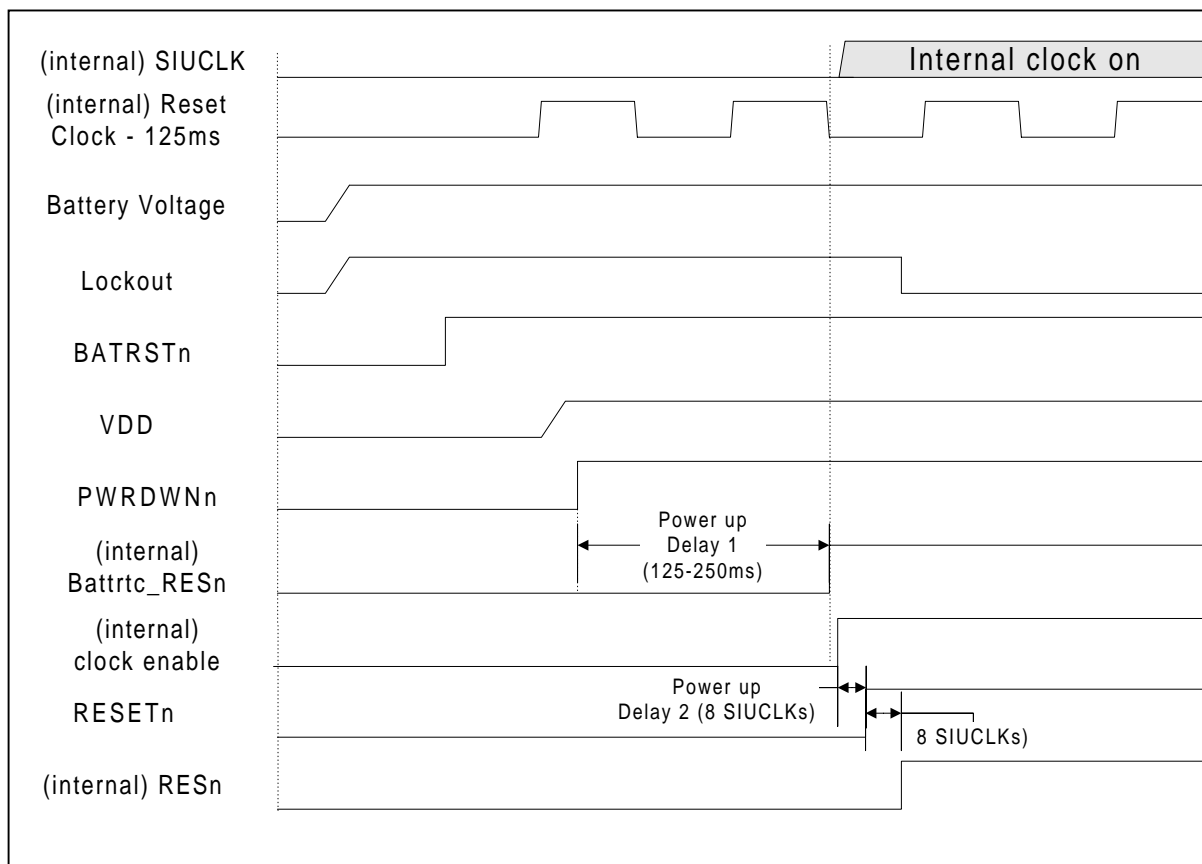 (internal) SIUCLK
Internal clock on
(internal) Reset
Clock - 125ms
Battery Voltage
Lockout
BATRSTn
VDD
PWRDWNn
Power up
Delay 1
(125-250ms)
(internal)
Battrtc_RESn
(internal)
clock enable
Power up
Delay 2 (8 SIUCLKs)
RESETn
8 SIUCLKs)
(internal) RESn